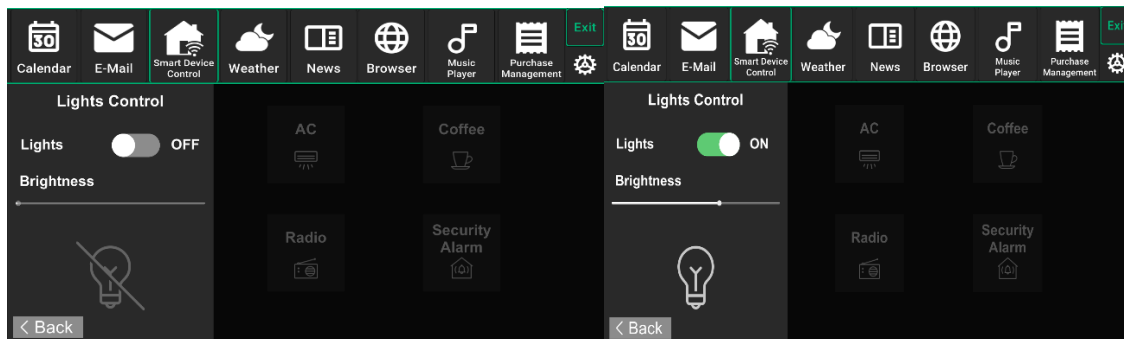 30
Calendar
E-Mail
Smart Device
Control
Weather
News
Browser
Music
Player
Purchase
Management
Exit
Lights Control
Lights
OFF
Brightness
AC
Coffee
Radio
Security
Alarm
< Back
30
Calendar
E-Mail
Smart Device
Control
Weather
News
Browser
Music
Player
Purchase
Management
Exi
Lights Control
Lights
ON
Brightness
AC
Coffee
Radio
Security
Alarm
< Back